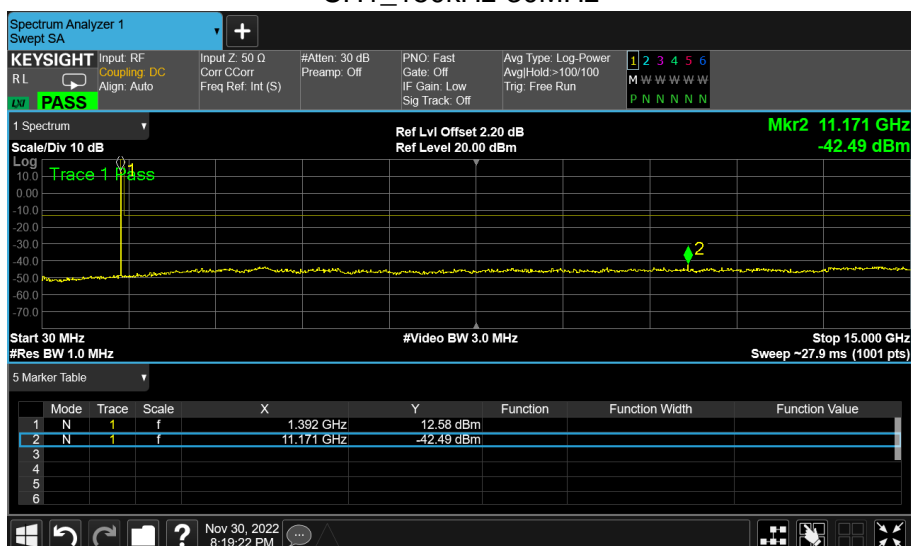 Spectrum Analyzer 1
Swept SA
+
KEYSIGHT Input: RF Input Z: 50 Ω #Atten: 30 dB PNO: Fast Avg Type: Log-Power 1 2 3 4 5 6
RL Coupling: DC Corr CCorr Preamp: Off Gate: Off Avg|Hold:>100/100 M W W W W W
Align: Auto Freq Ref: Int (S) IF Gain: Low Trig: Free Run
LXI PASS Sig Track: Off P N N N N N
1 Spectrum Ref Lvl Offset 2.20 dB Mkr2 11.171 GHz
Scale/Div 10 dB Ref Level 20.00 dBm -42.49 dBm
Log
Trace 1 Pass
1
10.0
0.00
-10.0
-20.0
-30.0
2
-40.0
-50.0
-60.0
-70.0
Start 30 MHz #Video BW 3.0 MHz Stop 15.000 GHz
#Res BW 1.0 MHz Sweep ~27.9 ms (1001 pts)
5 Marker Table
Mode Trace Scale X Y Function Function Width Function Value
1 N 1 f 1.392 GHz 12.58 dBm
2 N 1 f 11.171 GHz -42.49 dBm
3
4
5
6
? Nov 30, 2022
8:19:22 PM